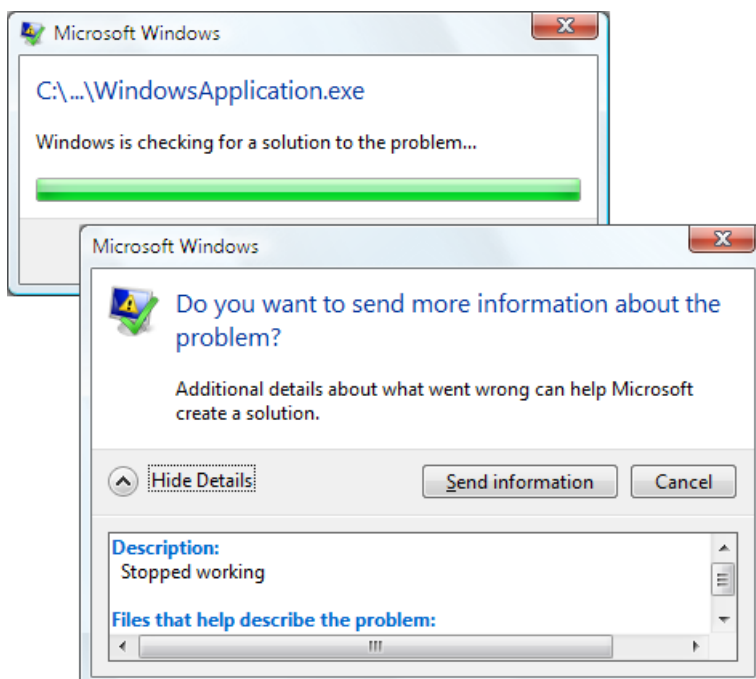 Microsoft Windows
C:\...\WindowsApplication.exe
Windows is checking for a solution to the problem...
Microsoft Windows
Do you want to send more information about the
problem?
Additional details about what went wrong can help Microsoft
create a solution.
Hide Details Send information Cancel
Description:
Stopped working
Files that help describe the problem: